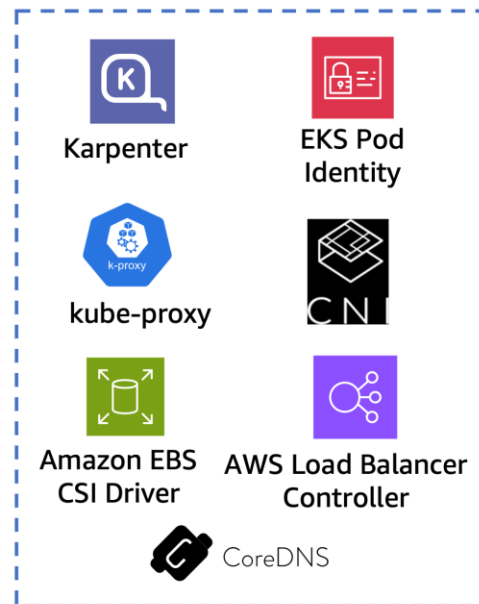 K
Karpenter
EKS Pod
Identity
k-proxy
kube-proxy
CNI
Amazon EBS
CSI Driver
AWS Load Balancer
Controller
C
CoreDNS